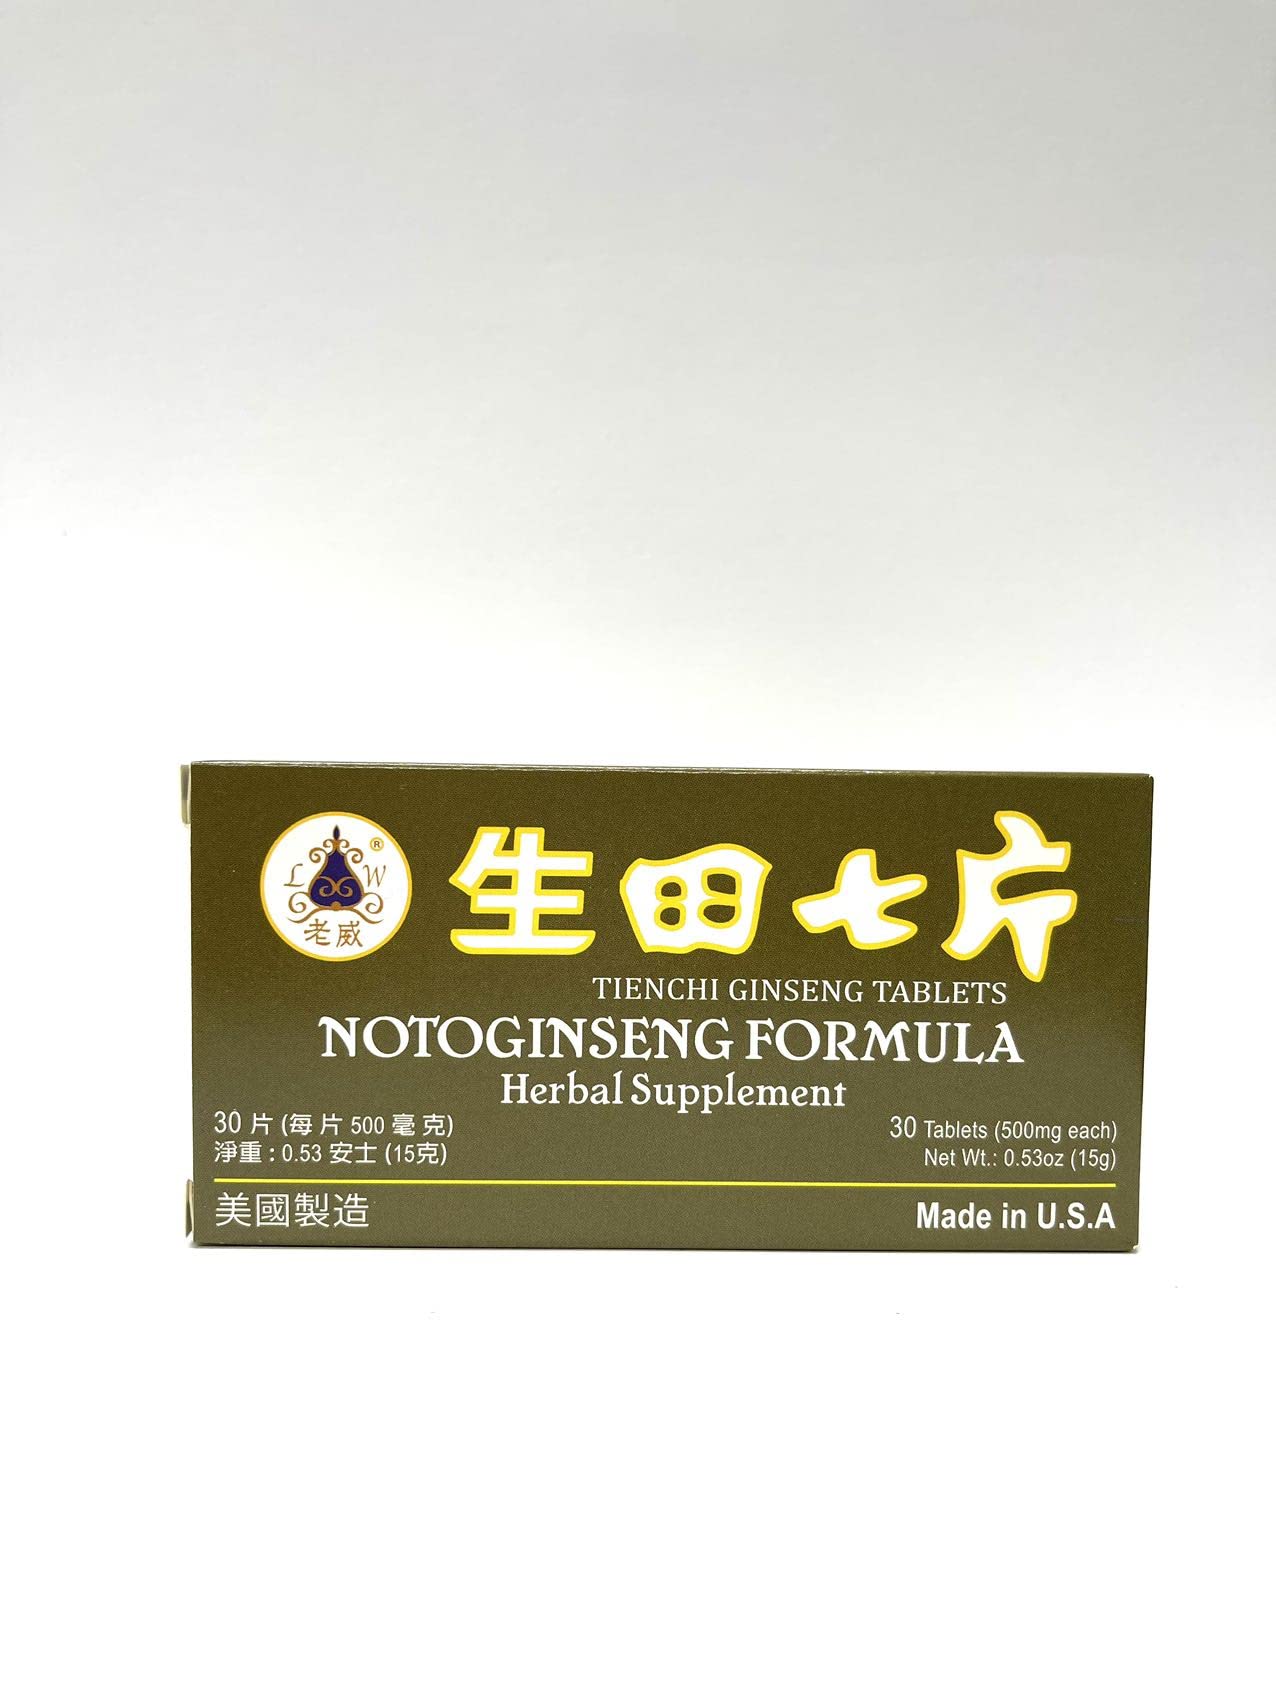 L W ®
老威
生田七片
TIENCHI GINSENG TABLETS
NOTOGINSENG FORMULA
Herbal Supplement
30 片 (每 片 500 毫 克)
淨重 : 0.53 安士 (15克)
30 Tablets (500mg each)
Net Wt.: 0.53oz (15g)
美國製造
Made in U.S.A